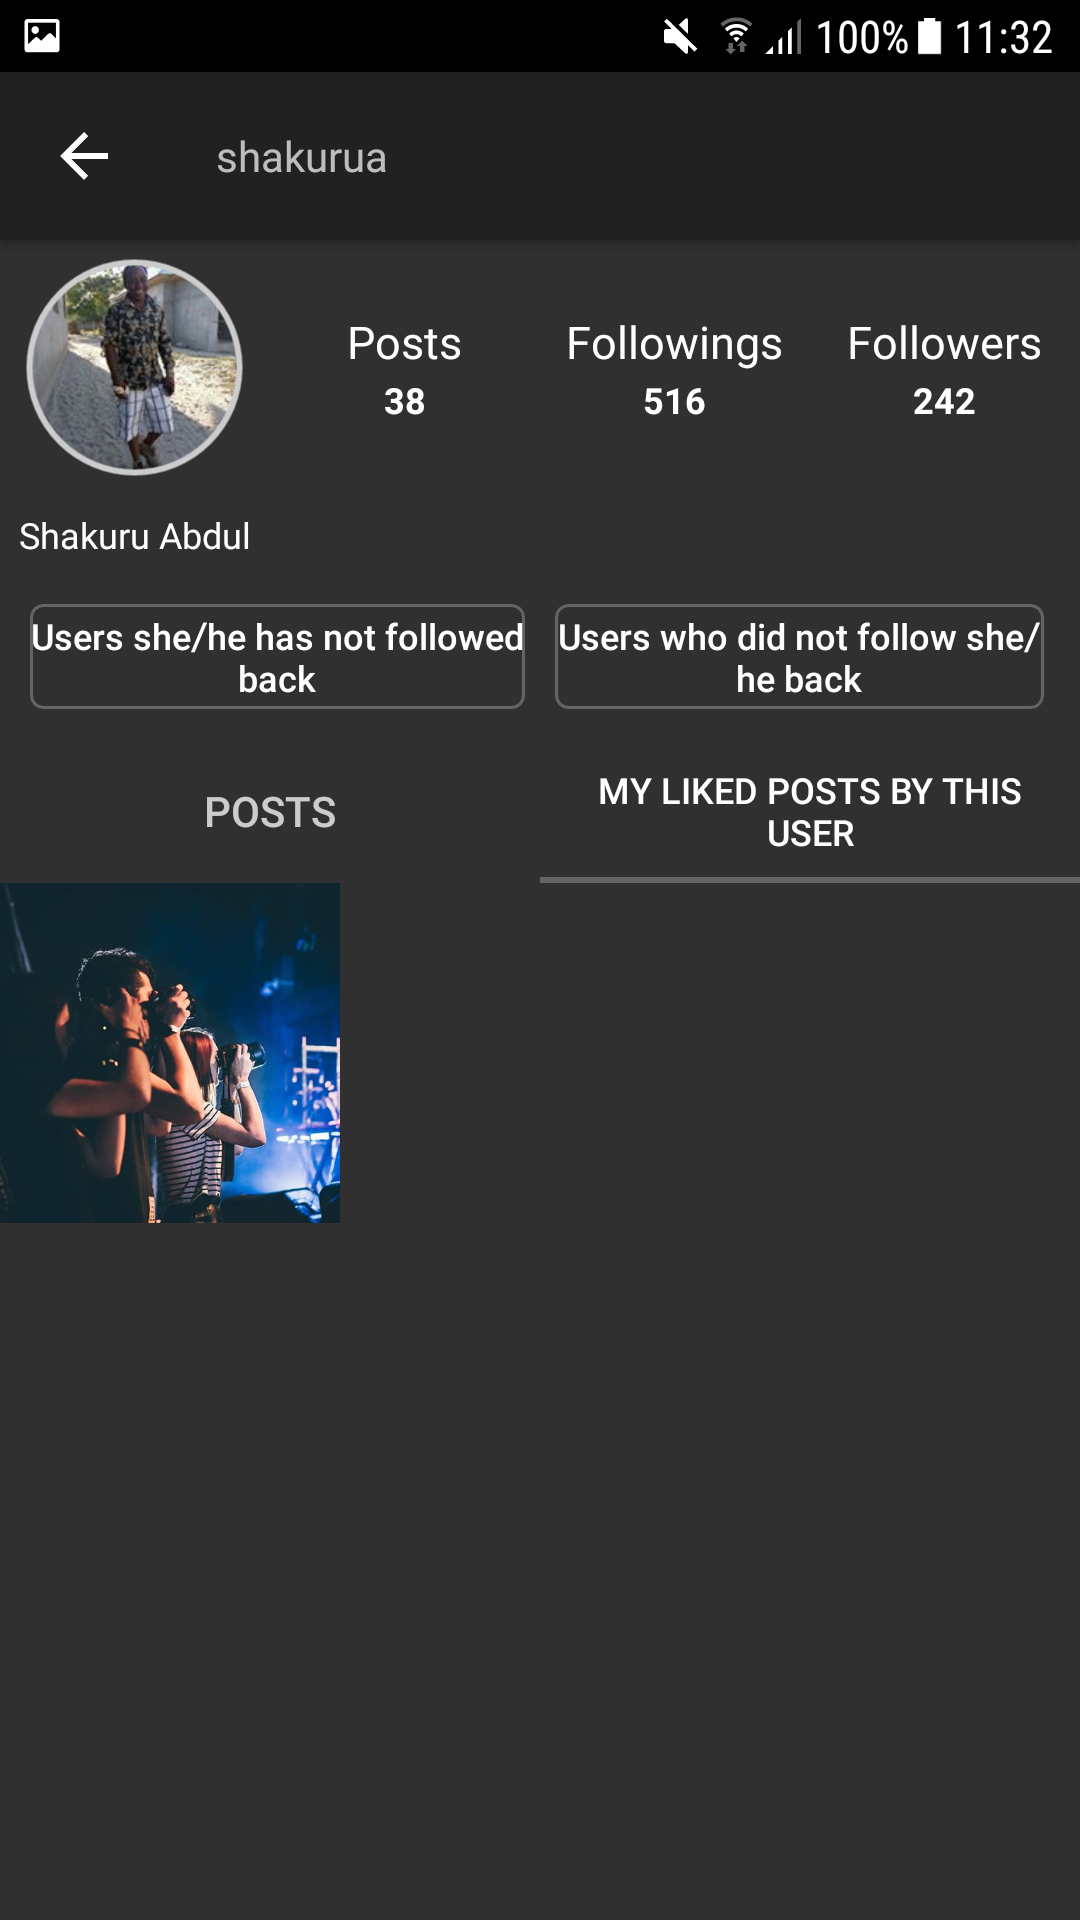 100% 11:32
shakurua
Posts Followings Followers
38 516 242
Shakuru Abdul
Users she/he has not followed
back
Users who did not follow she/
he back
POSTS
MY LIKED POSTS BY THIS
USER